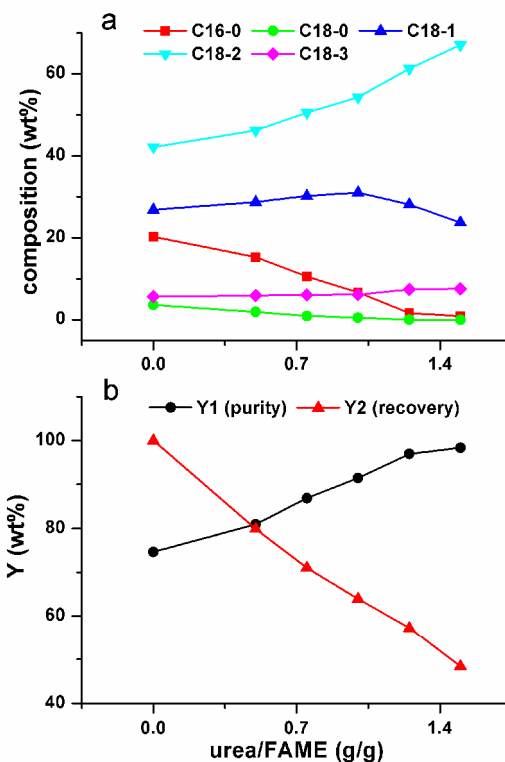 a
C16-0 C18-0 C18-1
C18-2 C18-3
60
40
20
0
composition (wt%)
0.0 0.7 1.4
b
Y1 (purity) Y2 (recovery)
100
80
60
40
Y (wt%)
0.0 0.7 1.4
urea/FAME (g/g)